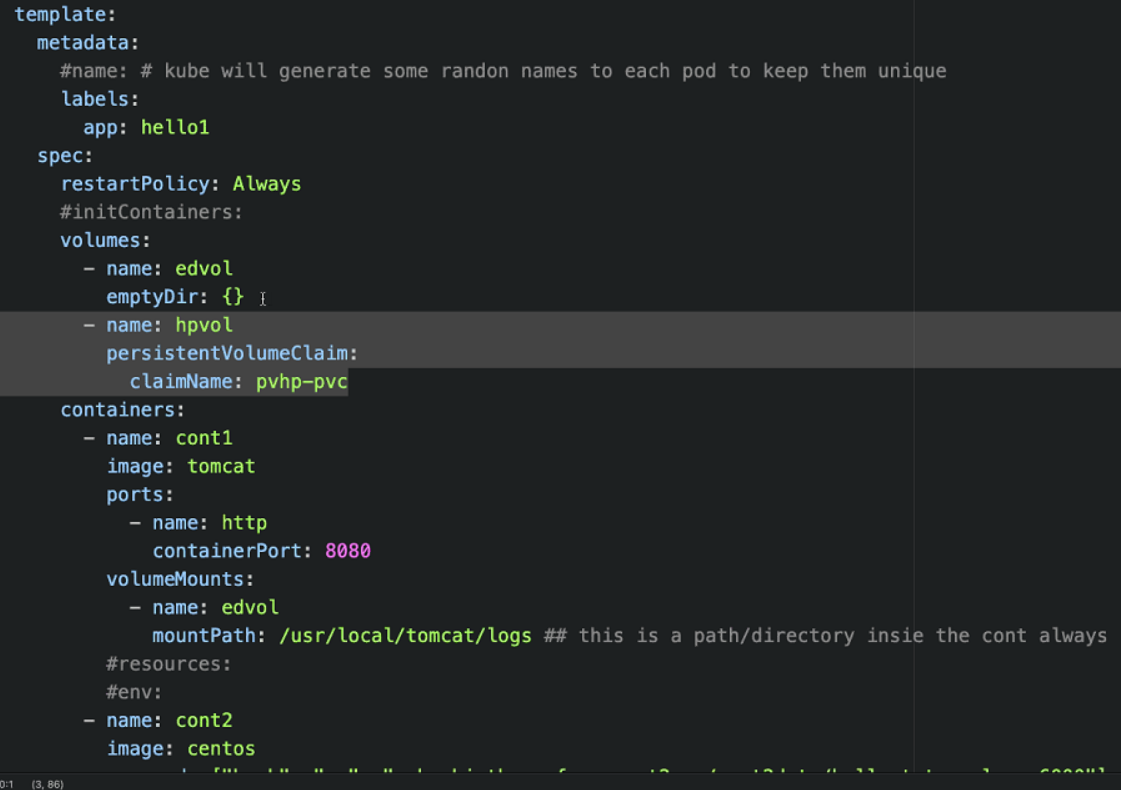 template:
metadata:
#name: # kube will generate some randon names to each pod to keep them unique
labels:
app: hello1
spec:
restartPolicy: Always
#initContainers:
volumes:
- name: edvol
emptyDir: {}
- name: hpvol
persistentVolumeClaim:
claimName: pvhp-pvc
containers:
- name: cont1
image: tomcat
ports:
- name: http
containerPort: 8080
volumeMounts:
- name: edvol
mountPath: /usr/local/tomcat/logs ## this is a path/directory insie the cont always
#resources:
#env:
- name: cont2
image: centos
0:1 (3, 86)